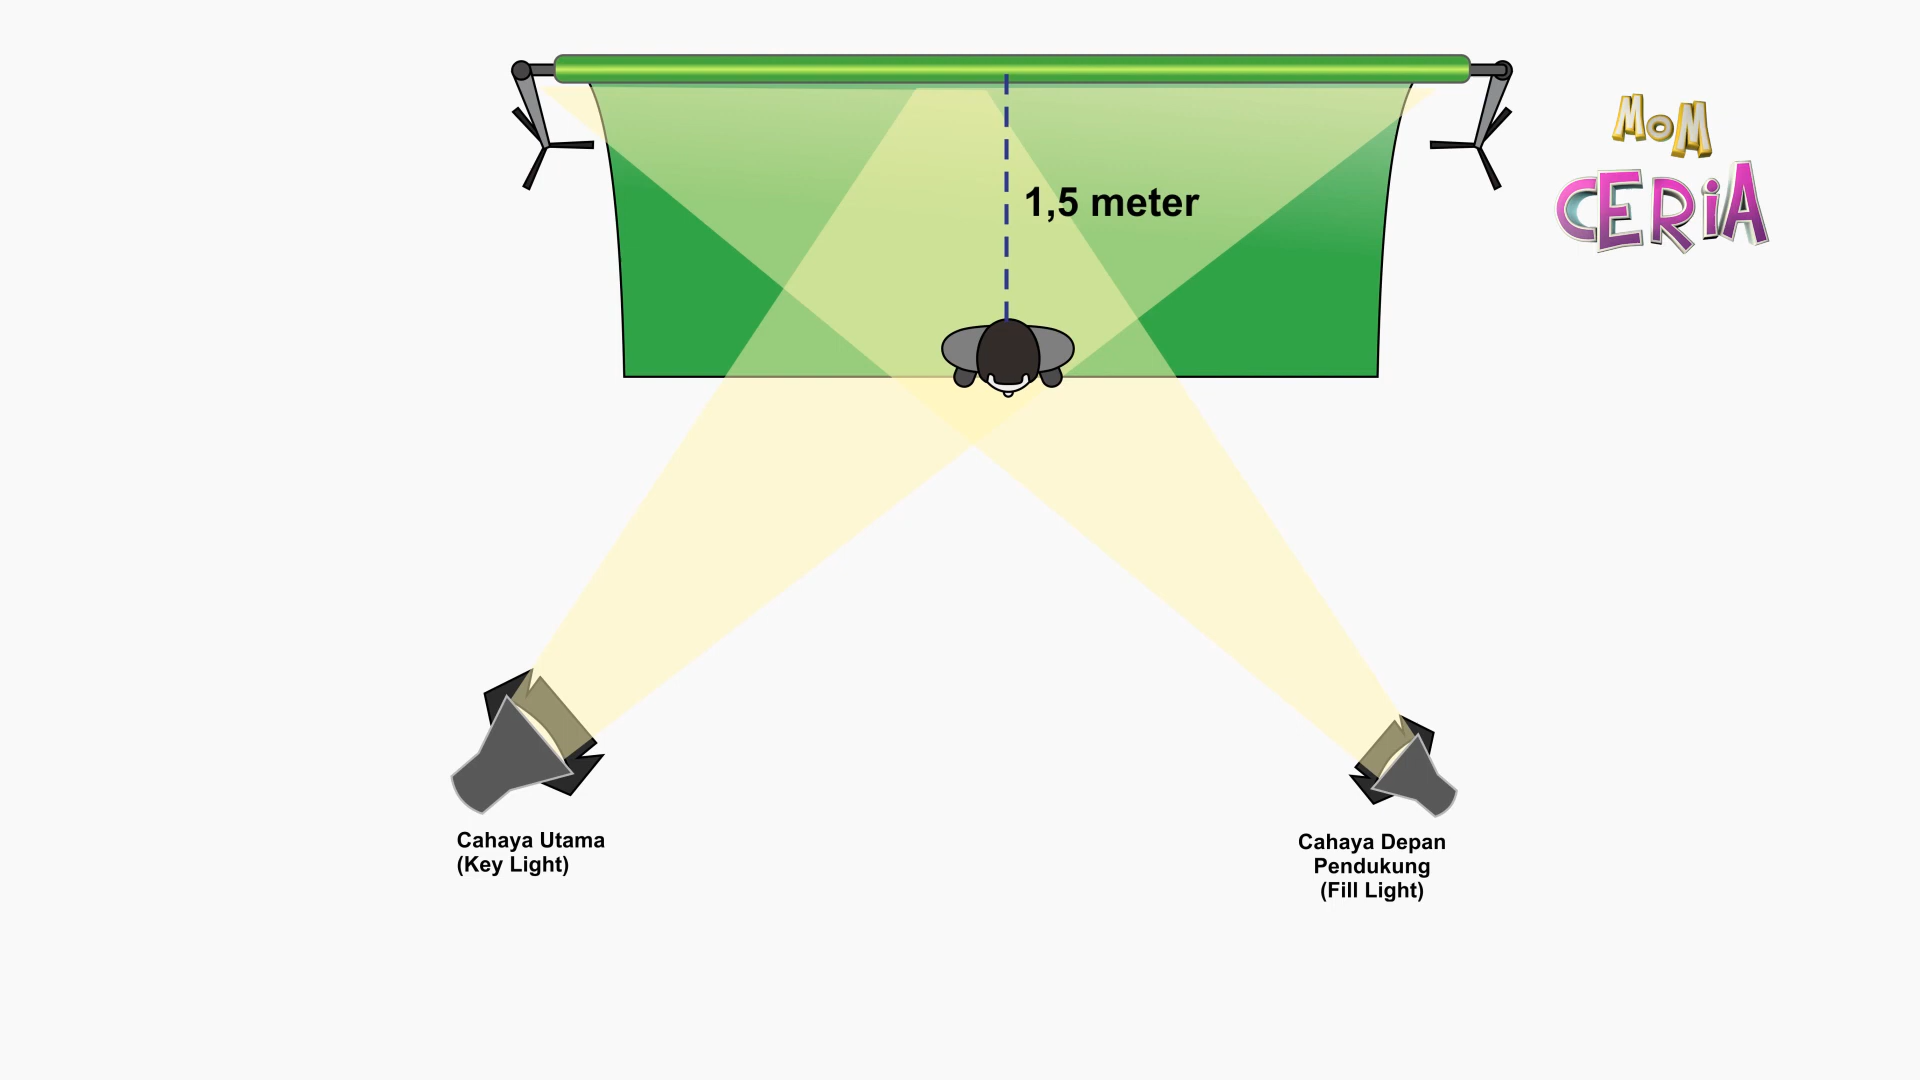 MoM
CERiA
1,5 meter
Cahaya Utama
(Key Light)
Cahaya Depan
Pendukung
(Fill Light)